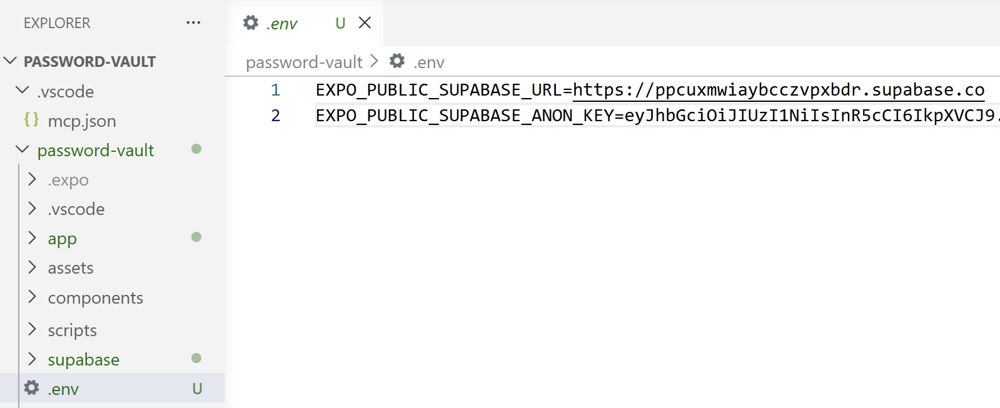 EXPLORER
PASSWORD-VAULT
.vscode
{} mcp.json
password-vault
.expo
.vscode
app
assets
components
scripts
supabase
.env U
.env U
password-vault > .env
1 EXPO_PUBLIC_SUPABASE_URL=https://ppcuxmwiaybcczvpxbdr.supabase.co
2 EXPO_PUBLIC_SUPABASE_ANON_KEY=eyJhbGciOiJIUzI1NiIsInR5cCI6IkpXVCJ9.